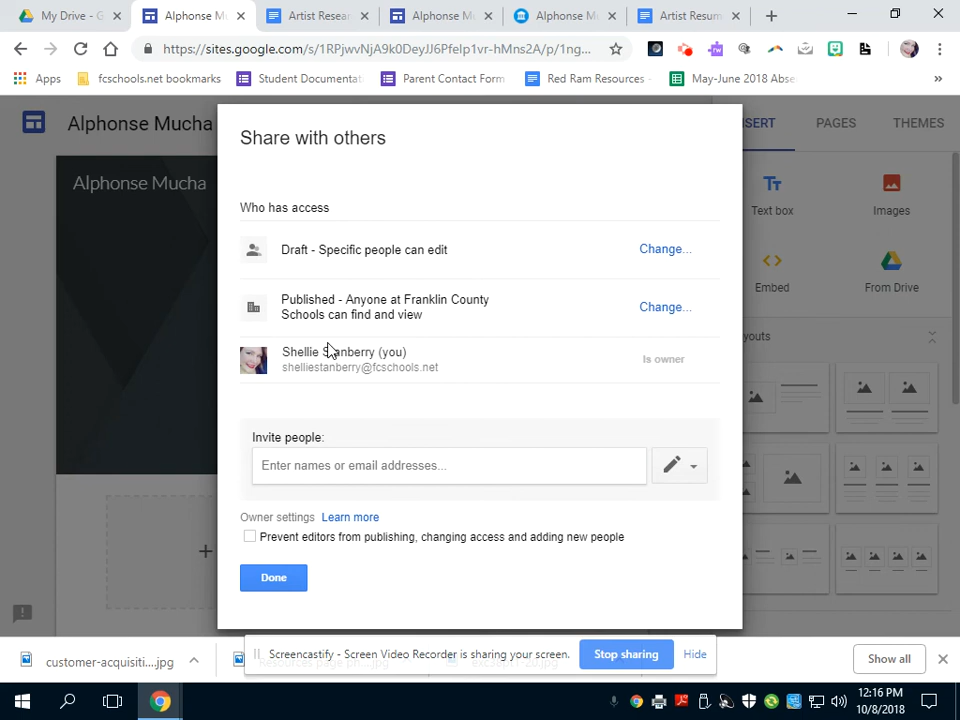 My Drive - G
Alphonse Mu
Artist Resear
Alphonse M
Alphonse M
Artist Resum
https://sites.google.com/s/1RPjwvNjA9k0DeyJJ6PfeIp1vr-hMns2A/p/1ng...
Apps
fcschools.net bookmarks
Student Documentat
Parent Contact Form
Red Ram Resources -
May-June 2018 Abse
»
Alphonse Mucha
INSERT
PAGES
THEMES
Alphonse Mucha
Text box
Images
Embed
From Drive
youts
Share with others
Who has access
Draft - Specific people can edit
Change...
Published - Anyone at Franklin County
Schools can find and view
Change...
Shellie Stanberry (you)
shelliestanberry@fcschools.net
Is owner
Invite people:
Enter names or email addresses...
Owner settings Learn more
Prevent editors from publishing, changing access and adding new people
Done
Screencastify - Screen Video Recorder is sharing your screen.
Stop sharing
Hide
customer-acquisiti....jpg
Show all
12:16 PM
10/8/2018